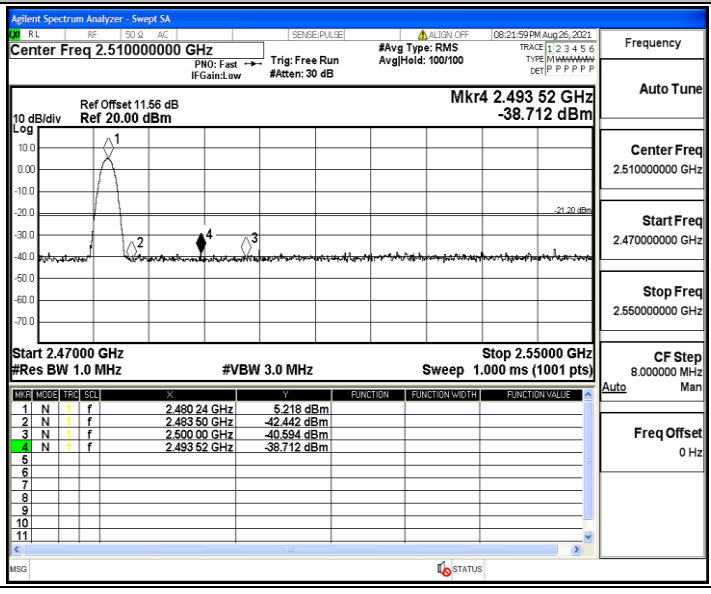 Agilent Spectrum Analyzer - Swept SA
LXI RL RF 50 Ω AC SENSE:PULSE ALIGN OFF 08:21:59 PM Aug 26, 2021
Center Freq 2.510000000 GHz
PNO: Fast
IFGain:Low
Trig: Free Run
#Atten: 30 dB
#Avg Type: RMS
Avg|Hold: 100/100
TRACE 1 2 3 4 5 6
TYPE M W W W W W
DET P P P P P P
Ref Offset 11.56 dB
10 dB/div Ref 20.00 dBm
Log
Mkr4 2.493 52 GHz
-38.712 dBm
10.0
0.00
-10.0
-20.0
-30.0
-40.0
-50.0
-60.0
-70.0
1
2
4
3
-21.20 dBm
Start 2.47000 GHz
#Res BW 1.0 MHz
#VBW 3.0 MHz
Stop 2.55000 GHz
Sweep 1.000 ms (1001 pts)
MKR MODE TRC SCL X Y FUNCTION FUNCTION WIDTH FUNCTION VALUE
1 N 1 f 2.480 24 GHz 5.218 dBm
2 N 1 f 2.483 50 GHz -42.442 dBm
3 N 1 f 2.500 00 GHz -40.594 dBm
4 N 1 f 2.493 52 GHz -38.712 dBm
5
6
7
8
9
10
11
MSG
STATUS
Frequency
Auto Tune
Center Freq
2.510000000 GHz
Start Freq
2.470000000 GHz
Stop Freq
2.550000000 GHz
CF Step
8.000000 MHz
Auto Man
Freq Offset
0 Hz